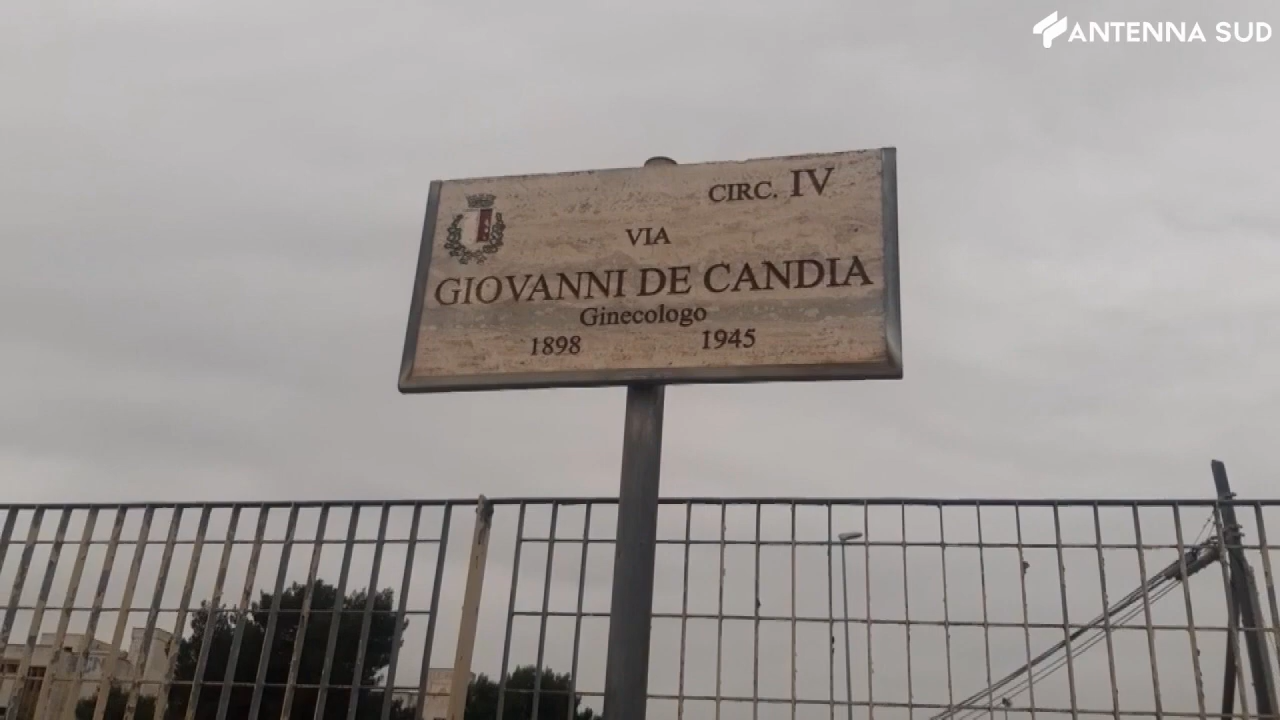 ANTENNA SUD
CIRC. IV
VIA
GIOVANNI DE CANDIA
Ginecologo
1898 1945